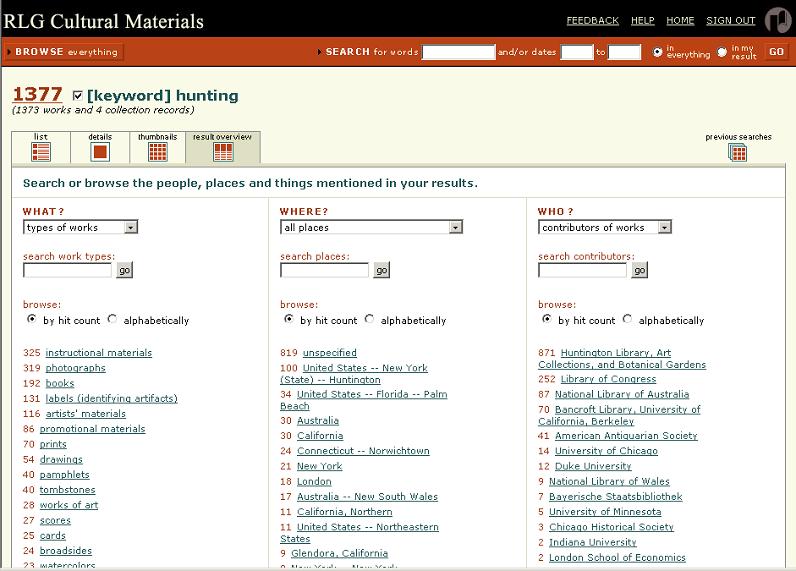 RLG Cultural Materials
FEEDBACK HELP HOME SIGN OUT
BROWSE everything
SEARCH for words and/or dates to in everything in my result GO
1377 [keyword] hunting
(1373 works and 4 collection records)
list details thumbnails result overview previous searches
Search or browse the people, places and things mentioned in your results.
WHAT?
types of works
search work types:
go
browse:
by hit count alphabetically
325 instructional materials
319 photographs
192 books
131 labels (identifying artifacts)
116 artists' materials
86 promotional materials
70 prints
54 drawings
40 pamphlets
40 tombstones
28 works of art
27 scores
25 cards
24 broadsides
23 watercolors
WHERE?
all places
search places:
go
browse:
by hit count alphabetically
819 unspecified
100 United States -- New York
(State) -- Huntington
34 United States -- Florida -- Palm
Beach
30 Australia
30 California
24 Connecticut -- Norwichtown
21 New York
18 London
17 Australia -- New South Wales
11 California, Northern
11 United States -- Northeastern
States
9 Glendora, California
New York -- New York
WHO?
contributors of works
search contributors:
go
browse:
by hit count alphabetically
871 Huntington Library, Art
Collections, and Botanical Gardens
252 Library of Congress
87 National Library of Australia
70 Bancroft Library, University of
California, Berkeley
41 American Antiquarian Society
14 University of Chicago
12 Duke University
9 National Library of Wales
7 Bayerische Staatsbibliothek
5 University of Minnesota
3 Chicago Historical Society
2 Indiana University
2 London School of Economics